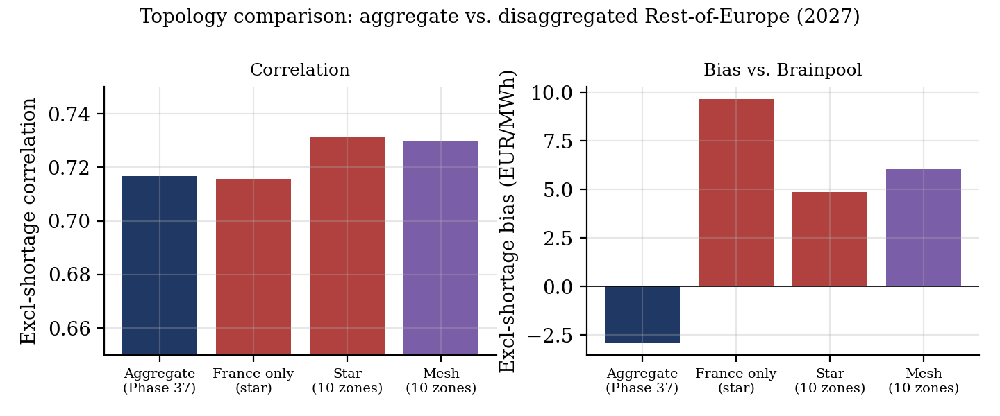 Topology comparison: aggregate vs. disaggregated Rest-of-Europe (2027)
Correlation
Excl-shortage correlation
0.74
0.72
0.70
0.68
0.66
Aggregate
(Phase 37)
France only
(star)
Star
(10 zones)
Mesh
(10 zones)
Bias vs. Brainpool
Excl-shortage bias (EUR/MWh)
10.0
7.5
5.0
2.5
0.0
−2.5
Aggregate
(Phase 37)
France only
(star)
Star
(10 zones)
Mesh
(10 zones)